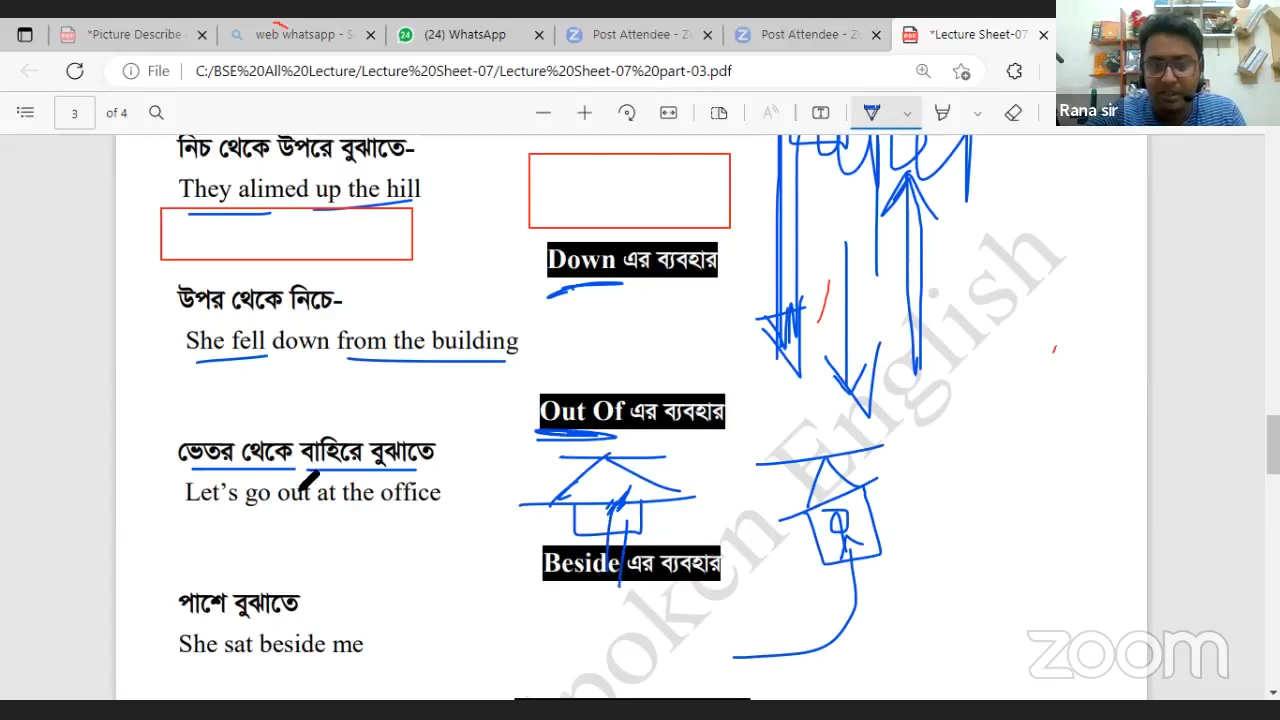 *Picture Describe
web whatsapp - S
(24) WhatsApp
Post Attendee - Z
Post Attendee - Z
*Lecture Sheet-07
File
C:/BSE%20All%20Lecture/Lecture%20Sheet-07/Lecture%20Sheet-07%20part-03.pdf
3 of 4
Rana sir
নিচ থেকে উপরে বুঝাতে-
They alimed up the hill
Down এর ব্যবহার
উপর থেকে নিচে-
She fell down from the building
Out Of এর ব্যবহার
ভেতর থেকে বাহিরে বুঝাতে
Let's go out at the office
Beside এর ব্যবহার
পাশে বুঝাতে
She sat beside me
poken English
zoom